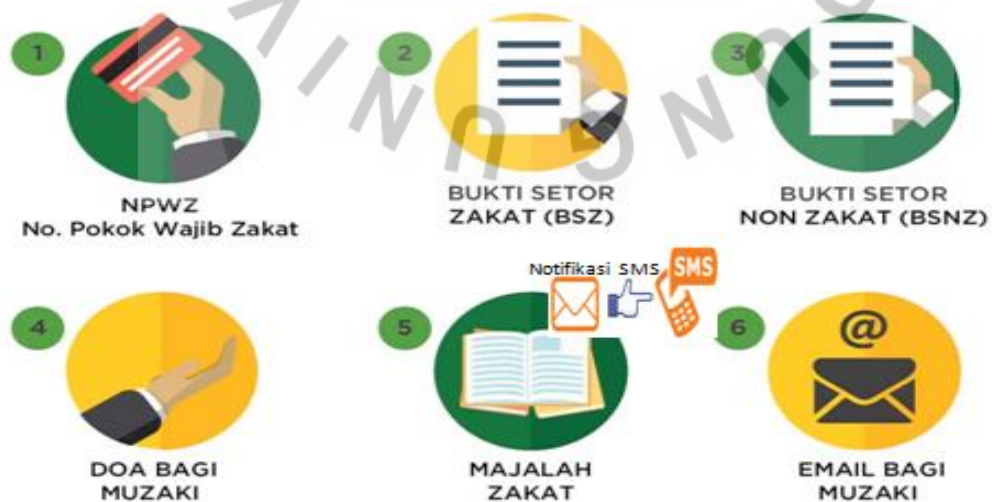 1
NPWZ
No. Pokok Wajib Zakat
2
BUKTI SETOR
ZAKAT (BSZ)
3
BUKTI SETOR
NON ZAKAT (BSNZ)
4
DOA BAGI
MUZAKI
5
Notifikasi SMS
SMS
MAJALAH
ZAKAT
6
@
EMAIL BAGI
MUZAKI